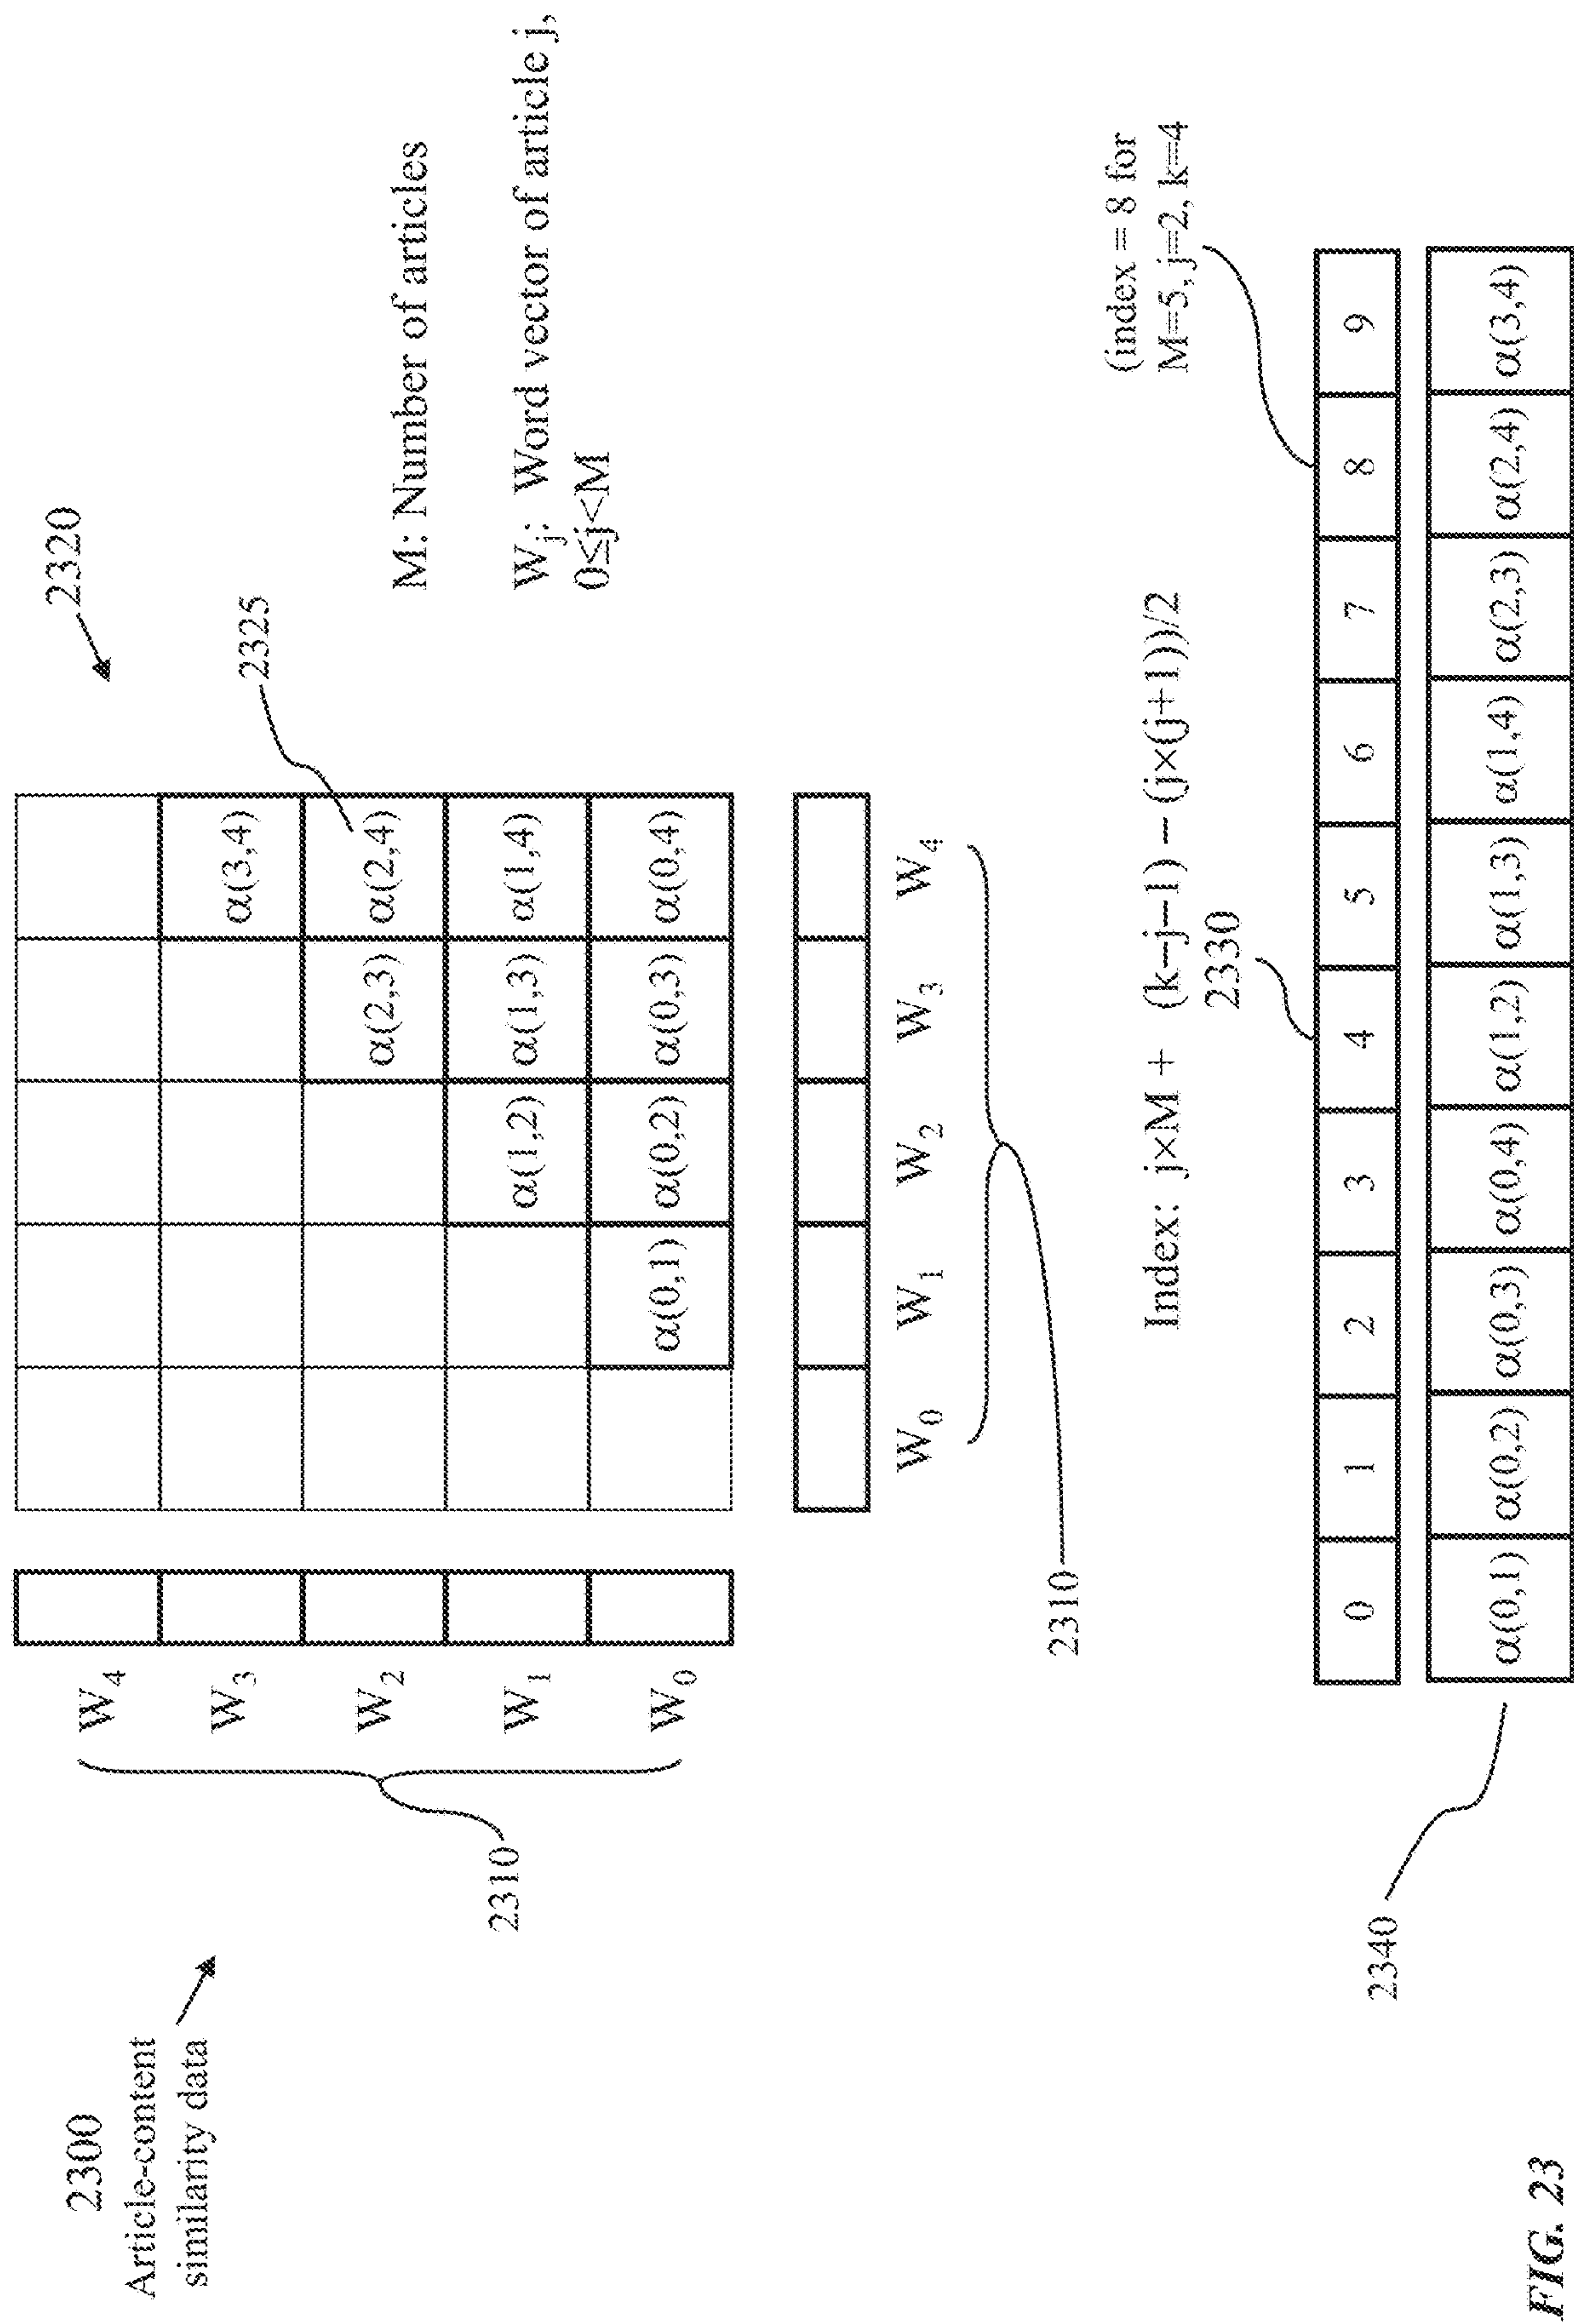 2300
Article-content
similarity data
2320
2325
W4
W3 α(3,4)
W2 α(2,3) α(2,4)
W1 α(1,2) α(1,3) α(1,4)
W0 α(0,1) α(0,2) α(0,3) α(0,4)
2310
M: Number of articles
Wj: Word vector of article j,
0≤j<M
W0 W1 W2 W3 W4
2310
Index: j×M + (k−j−1) − (j×(j+1))/2
(index = 8 for
M=5, j=2, k=4
2330
0 1 2 3 4 5 6 7 8 9
2340
α(0,1) α(0,2) α(0,3) α(0,4) α(1,2) α(1,3) α(1,4) α(2,3) α(2,4) α(3,4)
FIG. 23